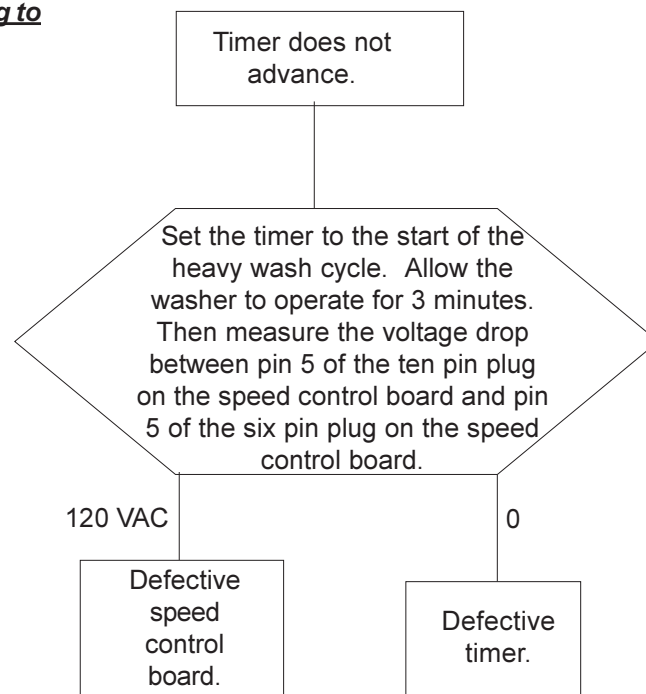 g to
Timer does not
advance.
Set the timer to the start of the
heavy wash cycle. Allow the
washer to operate for 3 minutes.
Then measure the voltage drop
between pin 5 of the ten pin plug
on the speed control board and pin
5 of the six pin plug on the speed
control board.
120 VAC
0
Defective
speed
control
board.
Defective
timer.